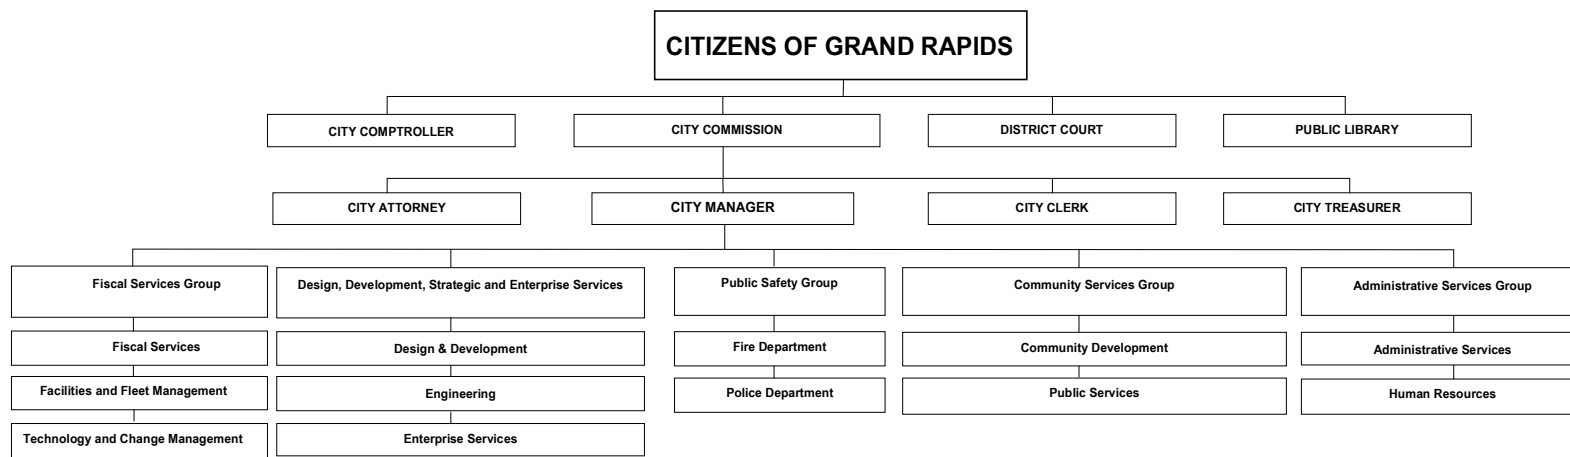 CITIZENS OF GRAND RAPIDS
CITY COMPTROLLER
CITY COMMISSION
DISTRICT COURT
PUBLIC LIBRARY
CITY ATTORNEY
CITY MANAGER
CITY CLERK
CITY TREASURER
Fiscal Services Group
Design, Development, Strategic and Enterprise Services
Public Safety Group
Community Services Group
Administrative Services Group
Fiscal Services
Design & Development
Fire Department
Community Development
Administrative Services
Facilities and Fleet Management
Engineering
Police Department
Public Services
Human Resources
Technology and Change Management
Enterprise Services